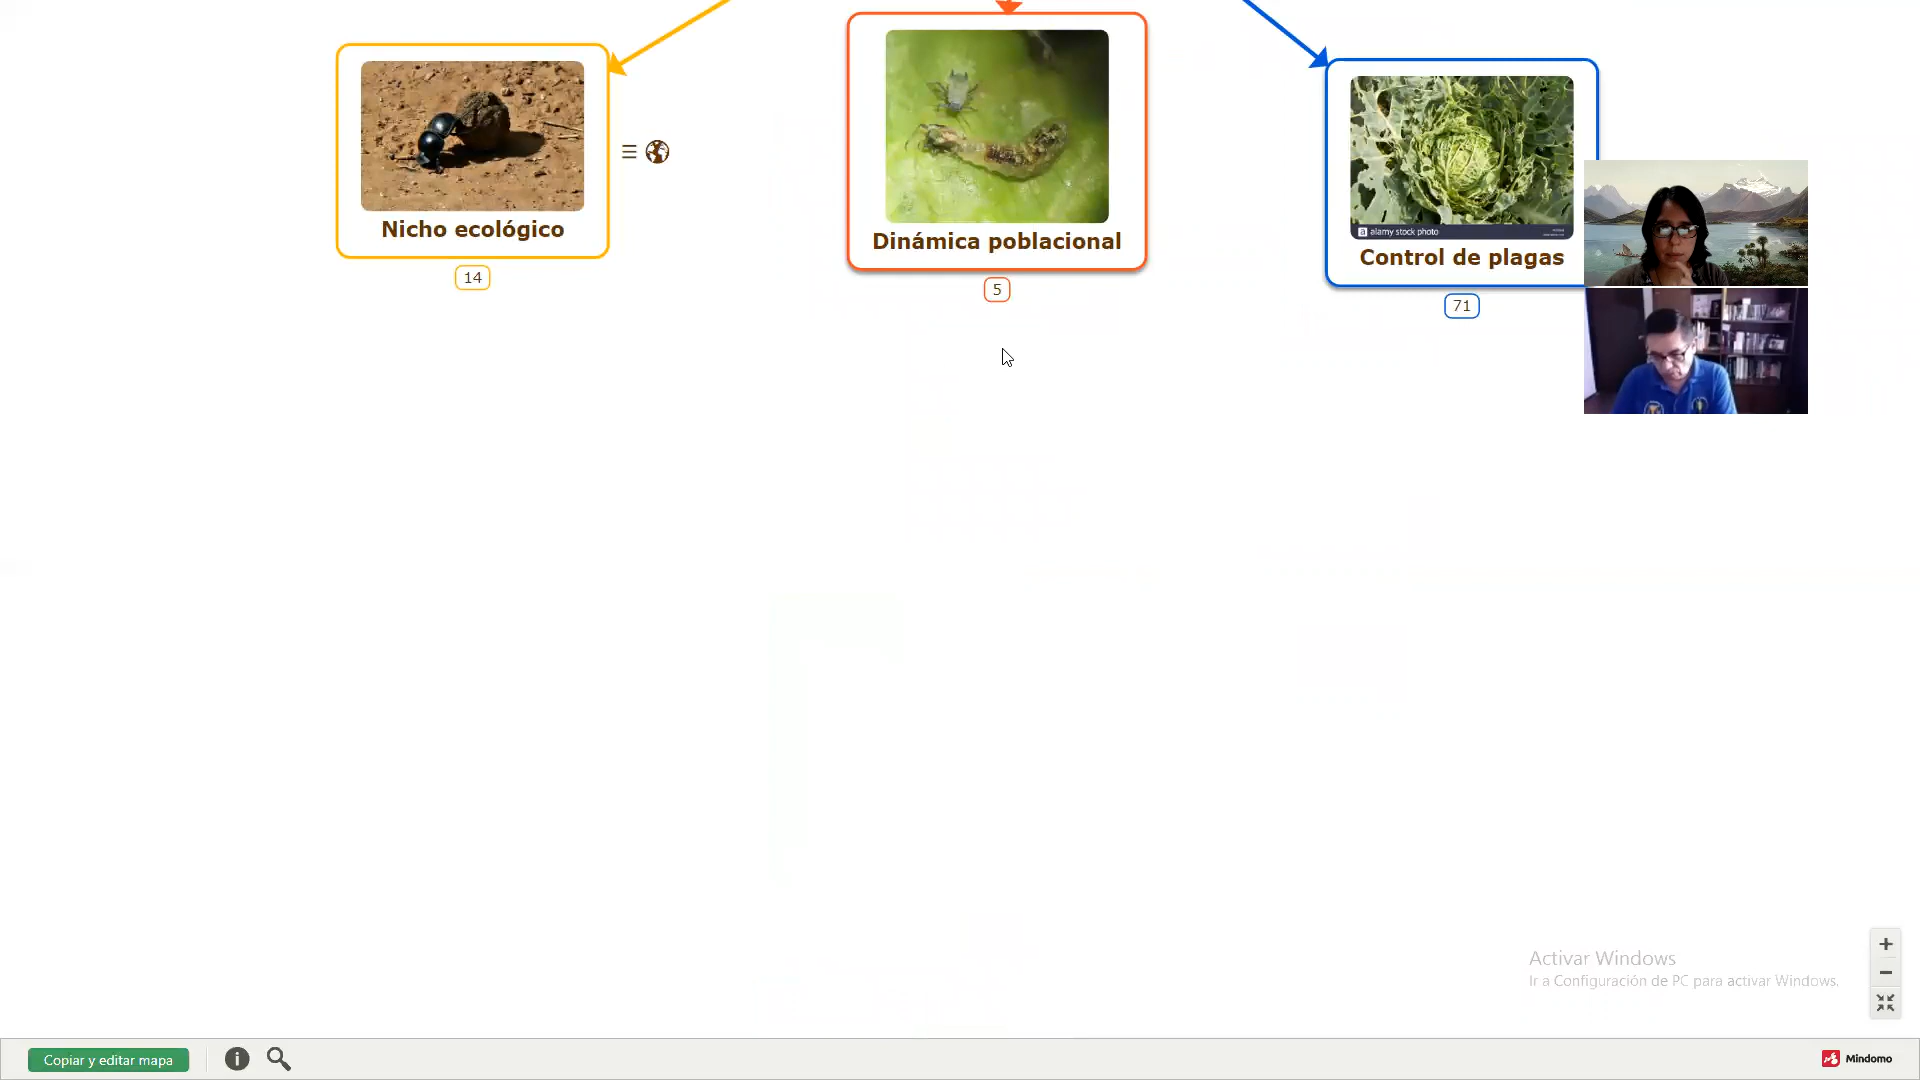 Nicho ecológico
14
Dinámica poblacional
5
a alamy stock photo
Control de plagas
71
Activar Windows
Ir a Configuración de PC para activar Windows.
Copiar y editar mapa
Mindomo